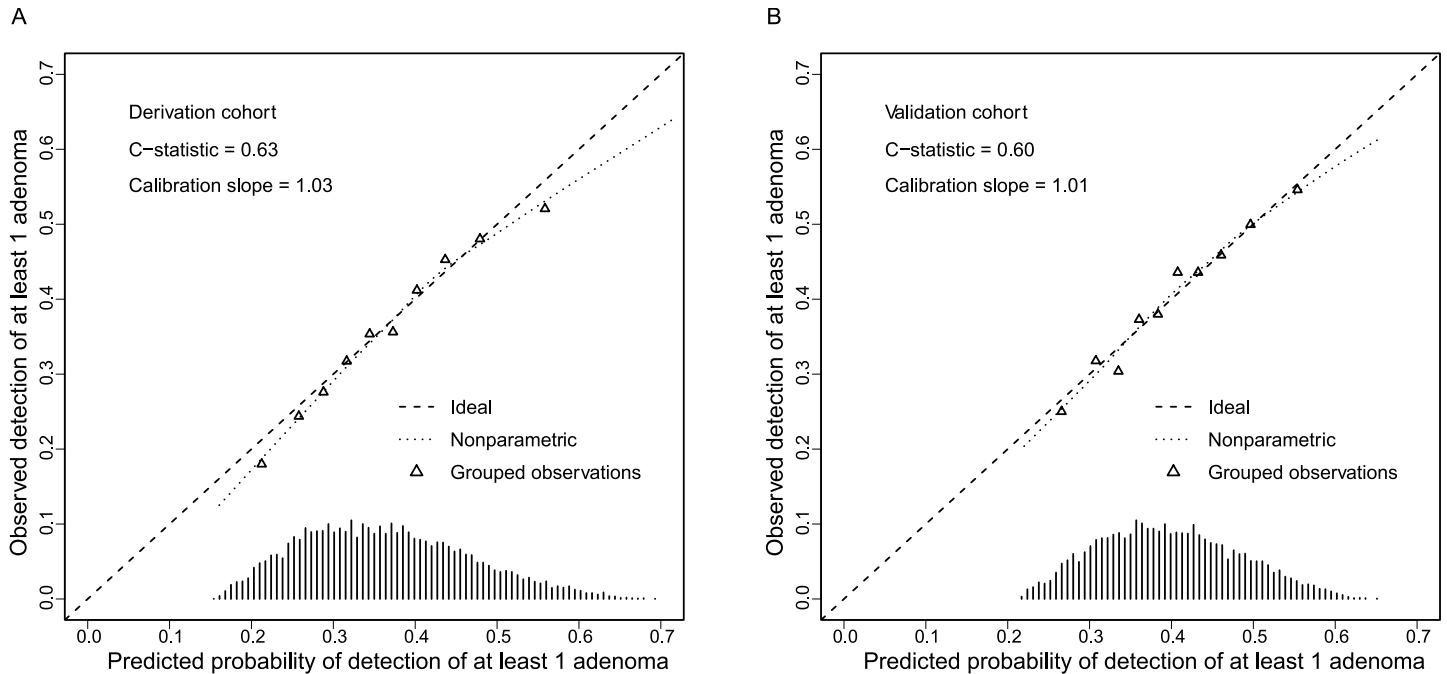 A
Observed detection of at least 1 adenoma
0.7
0.6
0.5
0.4
0.3
0.2
0.1
0.0
Derivation cohort
C−statistic = 0.63
Calibration slope = 1.03
Ideal
Nonparametric
Grouped observations
0.0 0.1 0.2 0.3 0.4 0.5 0.6 0.7
Predicted probability of detection of at least 1 adenoma
B
Observed detection of at least 1 adenoma
0.7
0.6
0.5
0.4
0.3
0.2
0.1
0.0
Validation cohort
C−statistic = 0.60
Calibration slope = 1.01
Ideal
Nonparametric
Grouped observations
0.0 0.1 0.2 0.3 0.4 0.5 0.6 0.7
Predicted probability of detection of at least 1 adenoma